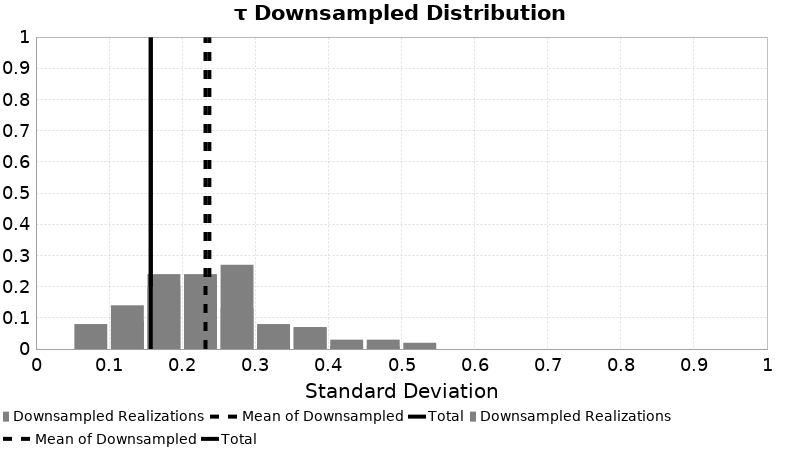 τ Downsampled Distribution
1
0.9
0.8
0.7
0.6
0.5
0.4
0.3
0.2
0.1
0
0 0.1 0.2 0.3 0.4 0.5 0.6 0.7 0.8 0.9 1
Standard Deviation
Downsampled Realizations Mean of Downsampled Total Downsampled Realizations
Mean of Downsampled Total